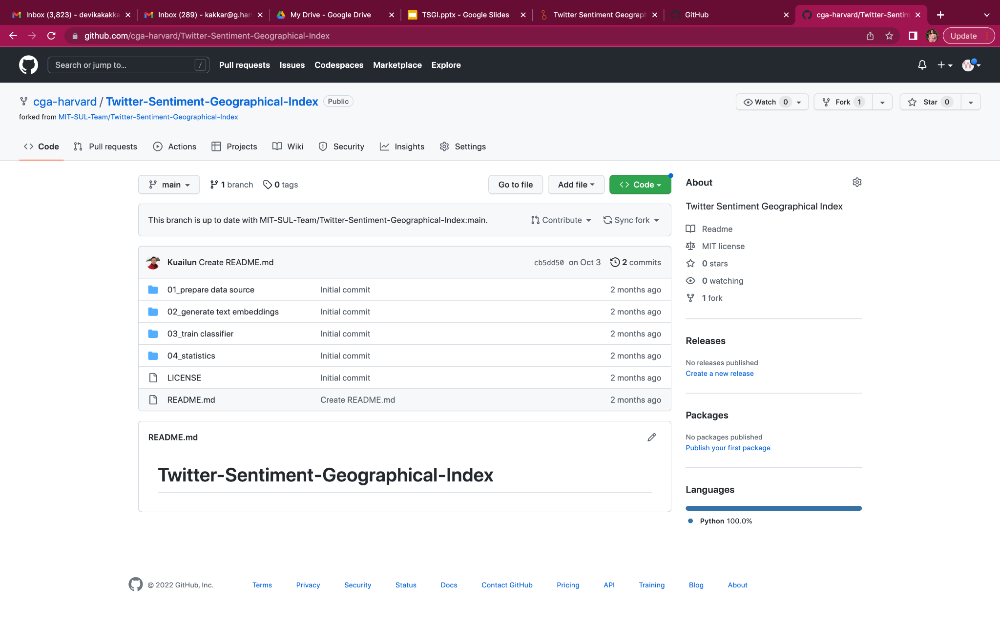 Inbox (3,823) - devikakakka
Inbox (289) - kakkar@g.har
My Drive - Google Drive
TSGI.pptx - Google Slides
Twitter Sentiment Geograph
GitHub
cga-harvard/Twitter-Sentim
github.com/cga-harvard/Twitter-Sentiment-Geographical-Index
Update
Search or jump to...
/
Pull requests
Issues
Codespaces
Marketplace
Explore
cga-harvard / Twitter-Sentiment-Geographical-Index
Public
Watch 0
Fork 1
Star 0
forked from MIT-SUL-Team/Twitter-Sentiment-Geographical-Index
Code
Pull requests
Actions
Projects
Wiki
Security
Insights
Settings
main
1 branch
0 tags
Go to file
Add file
Code
This branch is up to date with MIT-SUL-Team/Twitter-Sentiment-Geographical-Index:main.
Contribute
Sync fork
Kuailun Create README.md
cb5dd50 on Oct 3
2 commits
01_prepare data source Initial commit 2 months ago
02_generate text embeddings Initial commit 2 months ago
03_train classifier Initial commit 2 months ago
04_statistics Initial commit 2 months ago
LICENSE Initial commit 2 months ago
README.md Create README.md 2 months ago
README.md
Twitter-Sentiment-Geographical-Index
About
Twitter Sentiment Geographical Index
Readme
MIT license
0 stars
0 watching
1 fork
Releases
No releases published
Create a new release
Packages
No packages published
Publish your first package
Languages
Python 100.0%
© 2022 GitHub, Inc.
Terms
Privacy
Security
Status
Docs
Contact GitHub
Pricing
API
Training
Blog
About